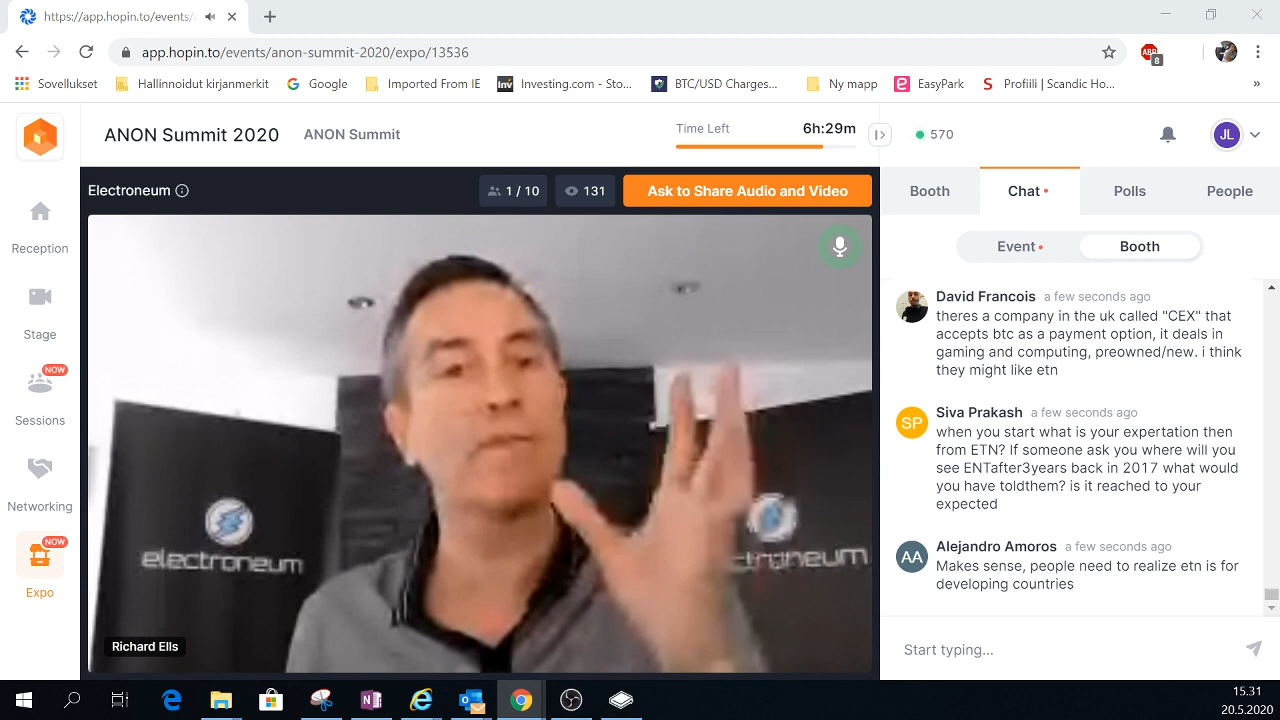 https://app.hopin.to/events/
app.hopin.to/events/anon-summit-2020/expo/13536
ABP
8
Sovellukset
Hallinnoidut kirjanmerkit
Google
Imported From IE
Inv
Investing.com - Sto...
BTC/USD Charges...
Ny mapp
EasyPark
S
Profiili | Scandic Ho...
»
ANON Summit 2020
ANON Summit
Time Left
6h:29m
570
JL
Electroneum
1 / 10
131
Ask to Share Audio and Video
Booth
Chat
Polls
People
Event
Booth
Reception
Stage
NOW
Sessions
Networking
NOW
Expo
electroneum
electroneum
Richard Ells
David Francois a few seconds ago
theres a company in the uk called "CEX" that
accepts btc as a payment option, it deals in
gaming and computing, preowned/new. i think
they might like etn
SP
Siva Prakash a few seconds ago
when you start what is your expertation then
from ETN? If someone ask you where will you
see ENTafter3years back in 2017 what would
you have toldthem? is it reached to your
expected
AA
Alejandro Amoros a few seconds ago
Makes sense, people need to realize etn is for
developing countries
Start typing...
15.31
20.5.2020